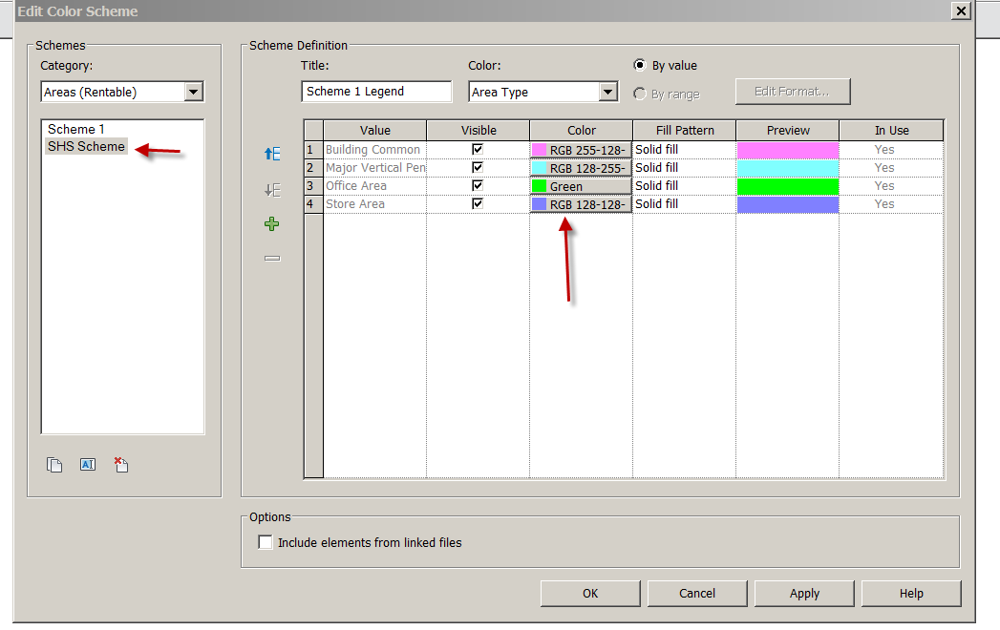 Edit Color Scheme
Schemes
Category:
Areas (Rentable)
Scheme 1
SHS Scheme
Scheme Definition
Title:
Color:
By value
Scheme 1 Legend
Area Type
By range
Edit Format...
Value Visible Color Fill Pattern Preview In Use
1 Building Common RGB 255-128- Solid fill Yes
2 Major Vertical Pen RGB 128-255- Solid fill Yes
3 Office Area Green Solid fill Yes
4 Store Area RGB 128-128- Solid fill Yes
Options
Include elements from linked files
OK Cancel Apply Help